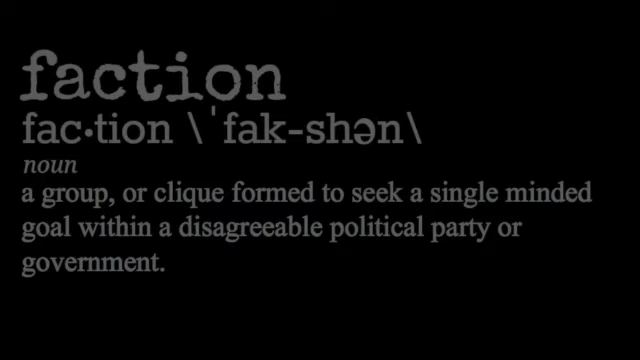 faction
fac•tion \ˈfak-shən\
noun
a group, or clique formed to seek a single minded
goal within a disagreeable political party or
government.